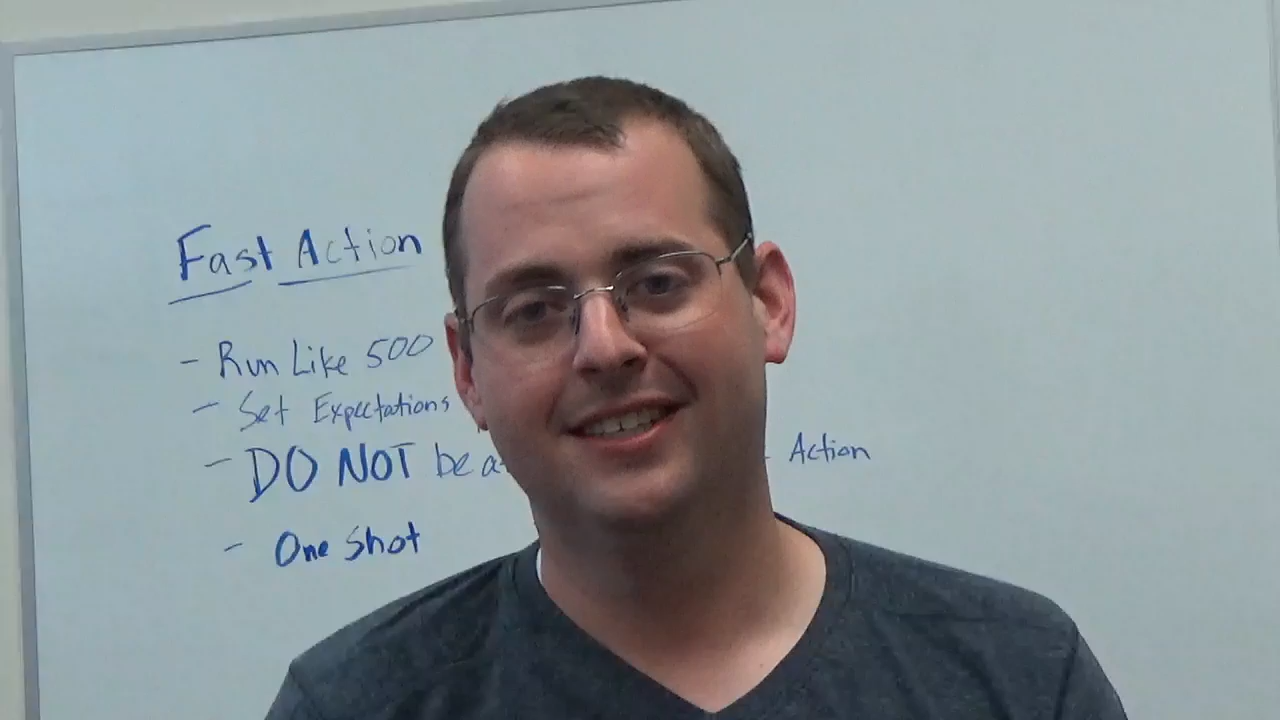 Fast Action
- Run Like 500
- Set Expectations
- DO NOT be Action
- One Shot